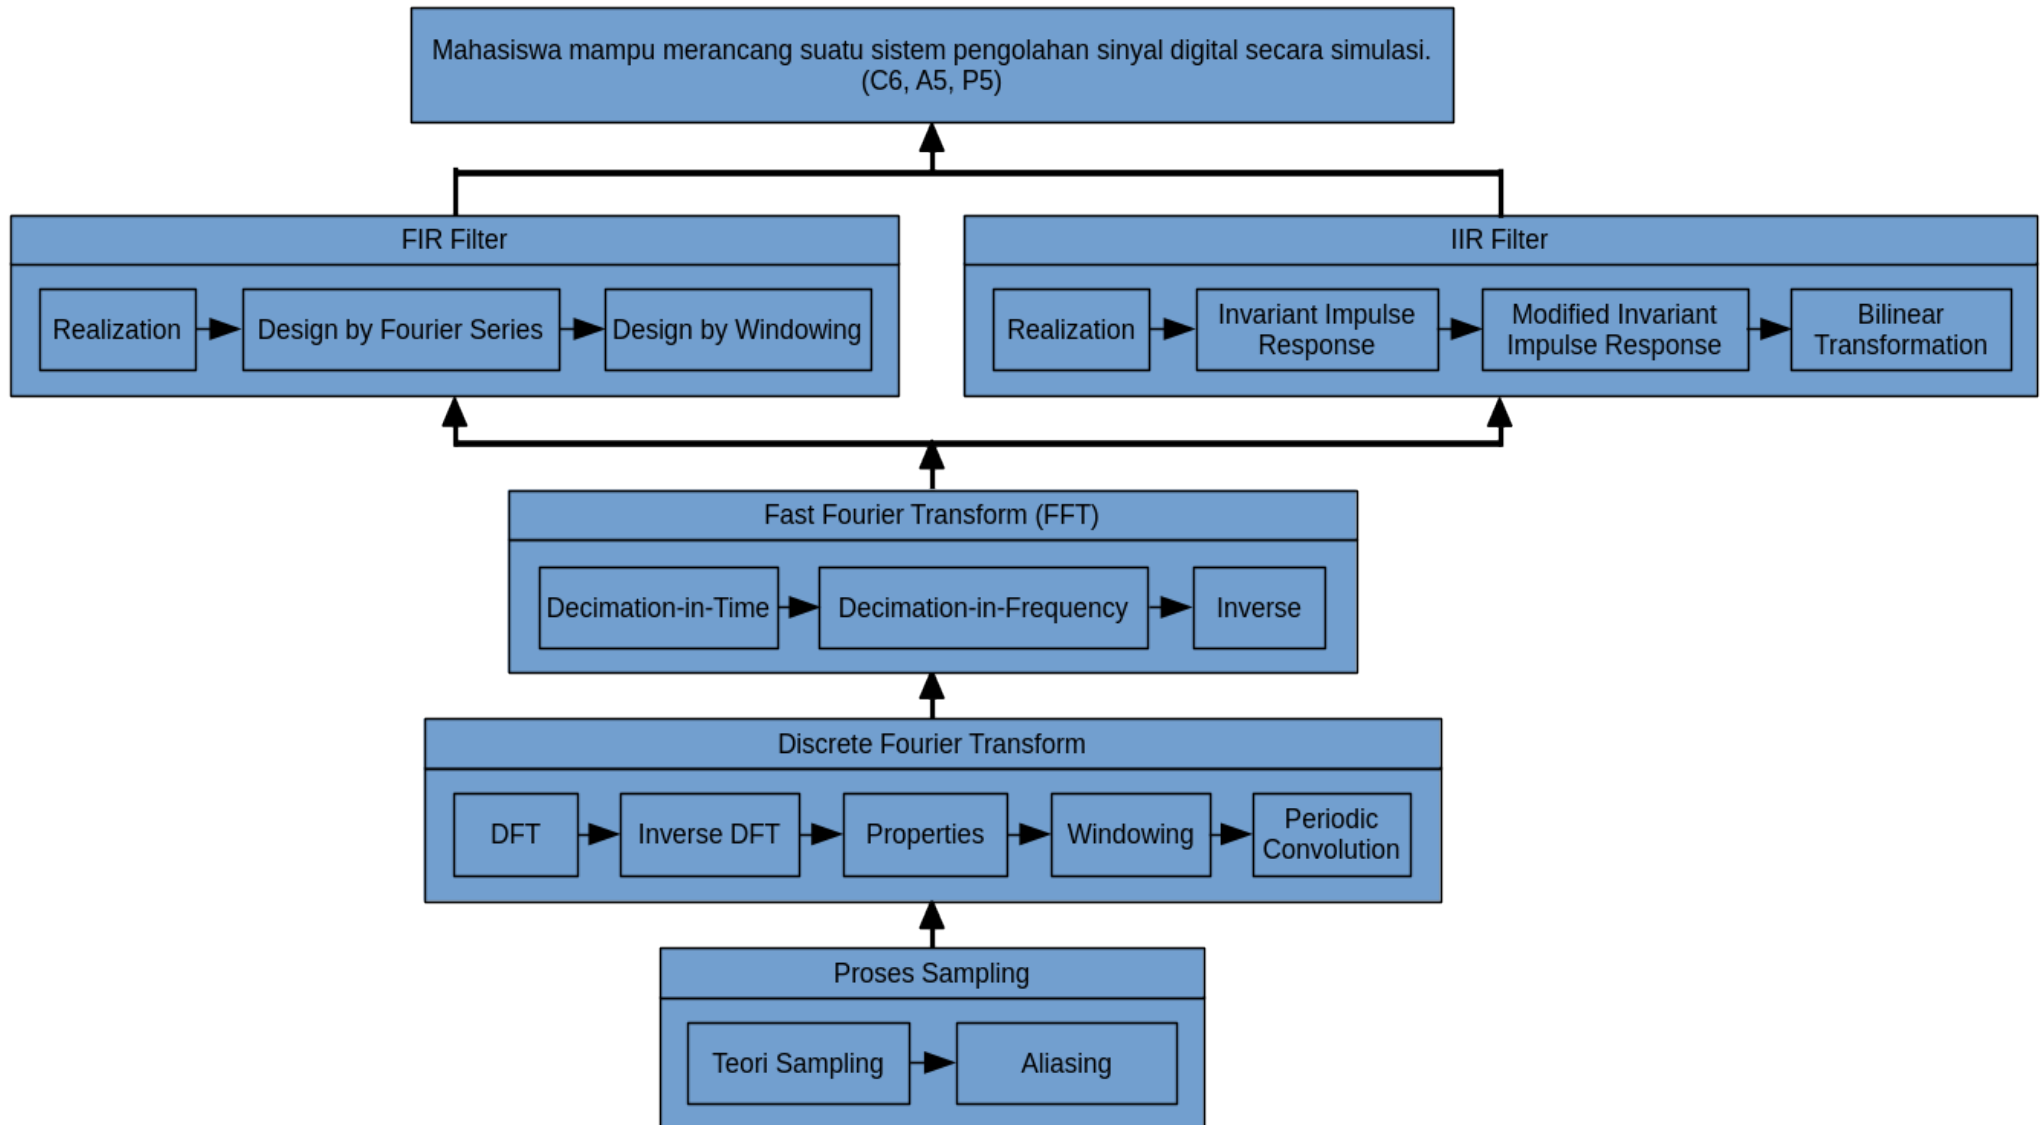 Mahasiswa mampu merancang suatu sistem pengolahan sinyal digital secara simulasi.
(C6, A5, P5)
FIR Filter
Realization
Design by Fourier Series
Design by Windowing
IIR Filter
Realization
Invariant Impulse
Response
Modified Invariant
Impulse Response
Bilinear
Transformation
Fast Fourier Transform (FFT)
Decimation-in-Time
Decimation-in-Frequency
Inverse
Discrete Fourier Transform
DFT
Inverse DFT
Properties
Windowing
Periodic
Convolution
Proses Sampling
Teori Sampling
Aliasing